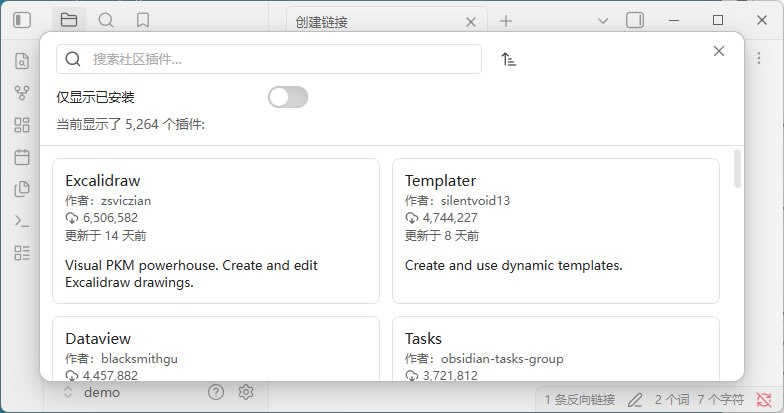 创建链接
搜索社区插件...
仅显示已安装
当前显示了 5,264 个插件:
Excalidraw
作者：zsviczian
6,506,582
更新于 14 天前
Visual PKM powerhouse. Create and edit
Excalidraw drawings.
Templater
作者：silentvoid13
4,744,227
更新于 8 天前
Create and use dynamic templates.
Dataview
作者：blacksmithgu
4,457,882
Tasks
作者：obsidian-tasks-group
3,721,812
demo
1 条反向链接
2 个词
7 个字符